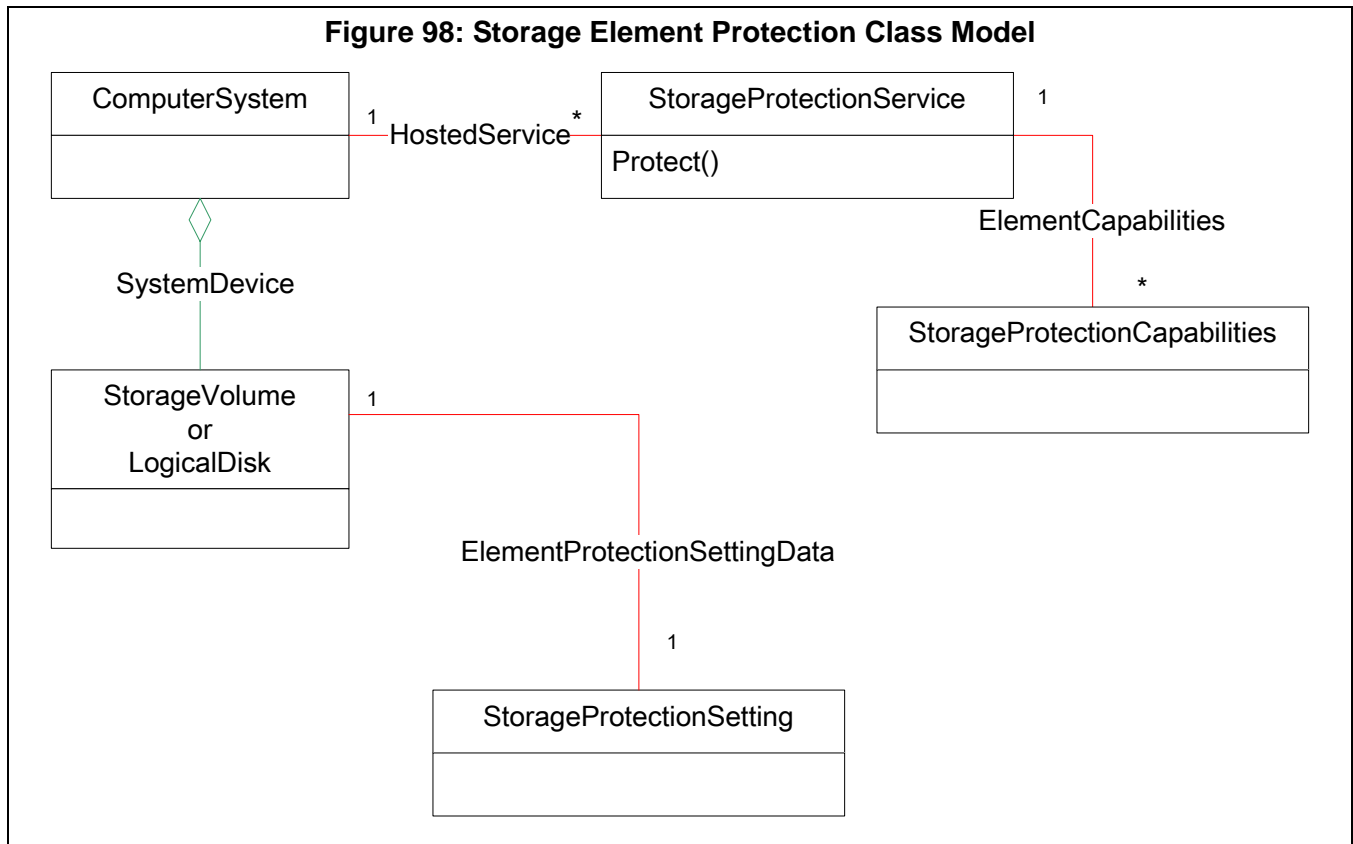 Figure 98: Storage Element Protection Class Model
ComputerSystem
1
HostedService
*
StorageProtectionService
Protect()
1
ElementCapabilities
*
StorageProtectionCapabilities
SystemDevice
StorageVolume
or
LogicalDisk
1
ElementProtectionSettingData
1
StorageProtectionSetting